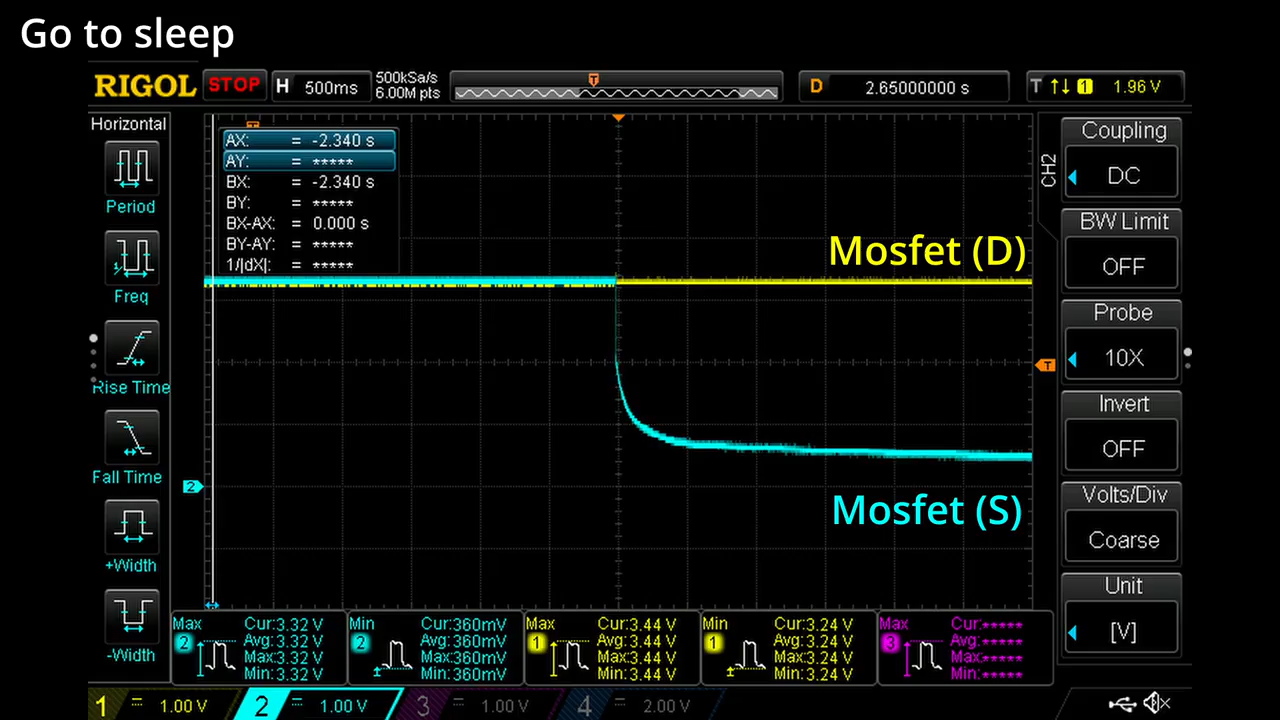 Go to sleep
RIGOL STOP H 500ms 500kSa/s 6.00M pts T D 2.65000000 s T 1 1.96 V
Horizontal
Period
Freq
Rise Time
Fall Time
+Width
-Width
T
AX: = -2.340 s
AY: = *****
BX: = -2.340 s
BY: = *****
BX-AX: = 0.000 s
BY-AY: = *****
1/|dX|: = *****
Mosfet (D)
T
2
Mosfet (S)
CH2
Coupling
DC
BW Limit
OFF
Probe
10X
Invert
OFF
Volts/Div
Coarse
Unit
[V]
Max 2 Cur:3.32 V
Avg:3.32 V
Max:3.32 V
Min:3.32 V
Min 2 Cur:360mV
Avg:360mV
Max:360mV
Min:360mV
Max 1 Cur:3.44 V
Avg:3.44 V
Max:3.44 V
Min:3.44 V
Min 1 Cur:3.24 V
Avg:3.24 V
Max:3.24 V
Min:3.24 V
Max 3 Cur:*****
Avg:*****
Max:*****
Min:*****
1 = 1.00 V 2 = 1.00 V 3 = 1.00 V 4 = 2.00 V